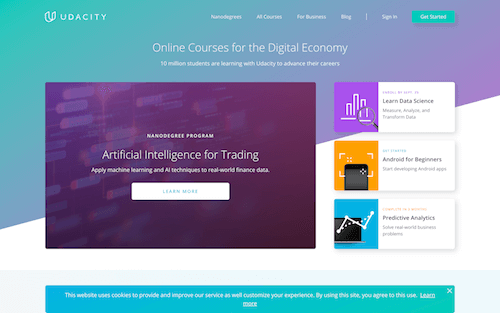 UDACITY
Nanodegrees All Courses For Business Blog Sign In Get Started
Online Courses for the Digital Economy
10 million students are learning with Udacity to advance their careers
NANODEGREE PROGRAM
Artificial Intelligence for Trading
Apply machine learning and AI techniques to real-world finance data.
LEARN MORE
ENROLL BY SEPT. 25
Learn Data Science
Measure, Analyze, and
Transform Data
GET STARTED
Android for Beginners
Start developing Android apps
COMPLETE IN 3 MONTHS
Predictive Analytics
Solve real-world business
problems
This website uses cookies to provide and improve our service as well customize your experience. By using this site, you agree to this use. Learn
more